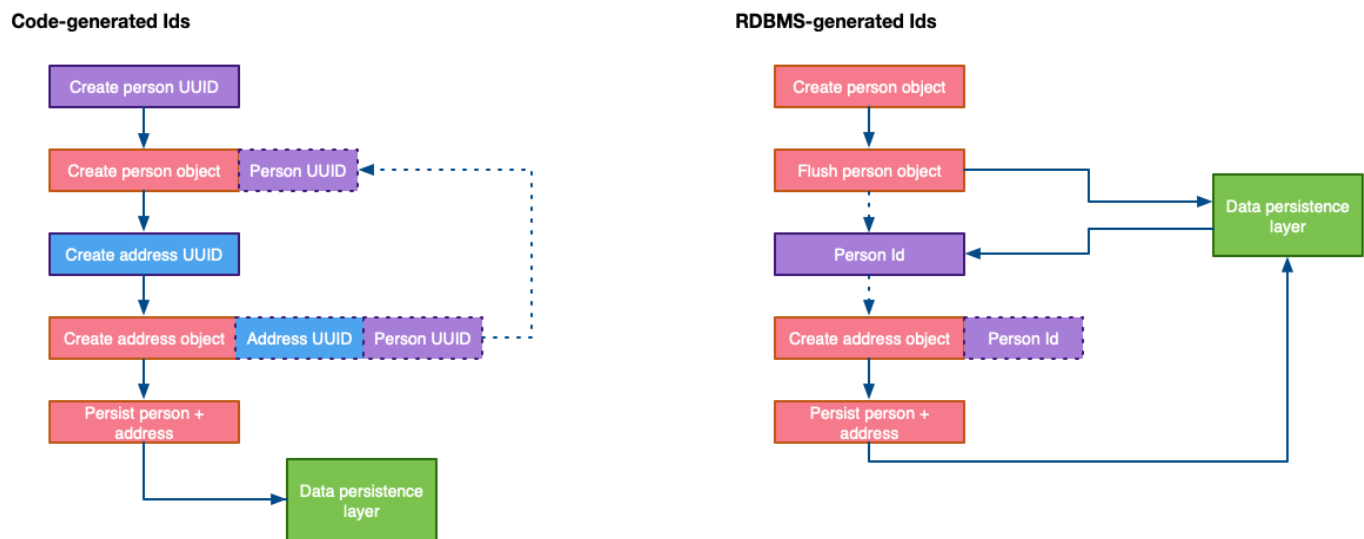 Code-generated Ids
Create person UUID
Create person object
Person UUID
Create address UUID
Create address object
Address UUID
Person UUID
Persist person +
address
Data persistence
layer
RDBMS-generated Ids
Create person object
Flush person object
Data persistence
layer
Person Id
Create address object
Person Id
Persist person +
address